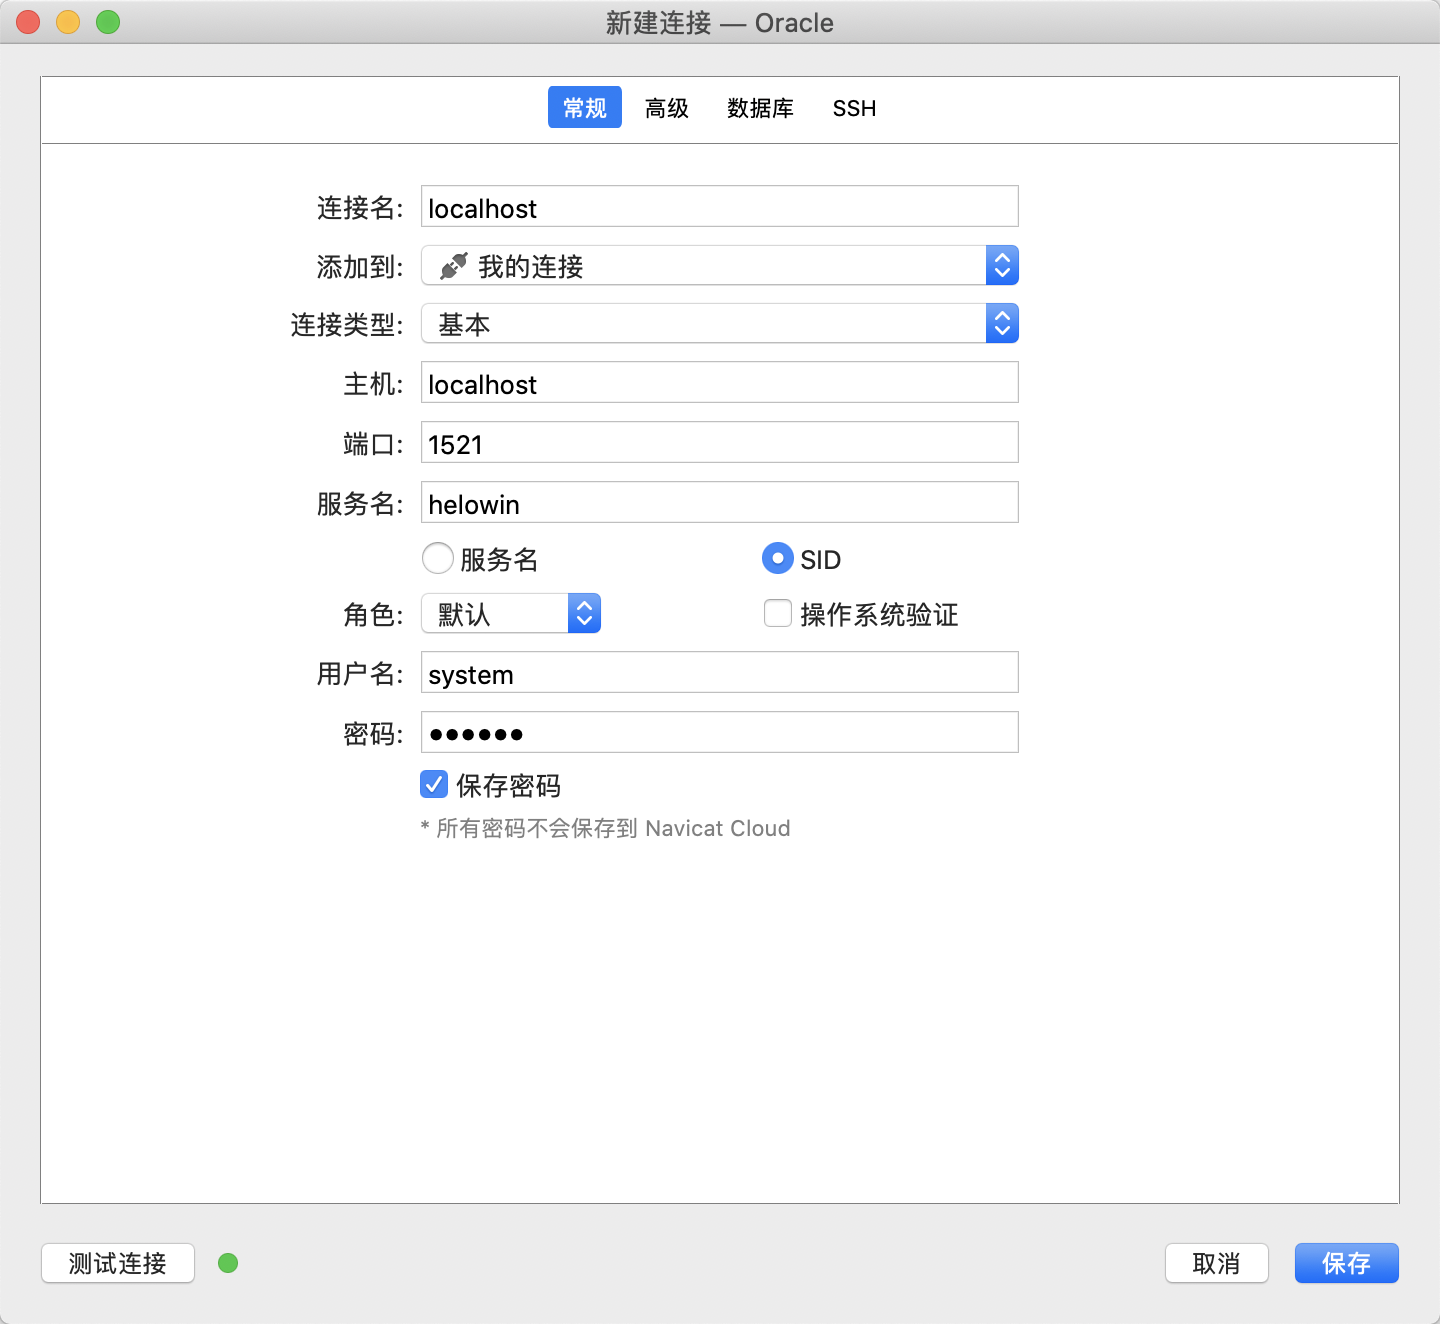 新建连接 — Oracle
常规 高级 数据库 SSH
连接名: localhost
添加到: 我的连接
连接类型: 基本
主机: localhost
端口: 1521
服务名: helowin
服务名 SID
角色: 默认 操作系统验证
用户名: system
密码: ●●●●●●
保存密码
* 所有密码不会保存到 Navicat Cloud
测试连接 取消 保存